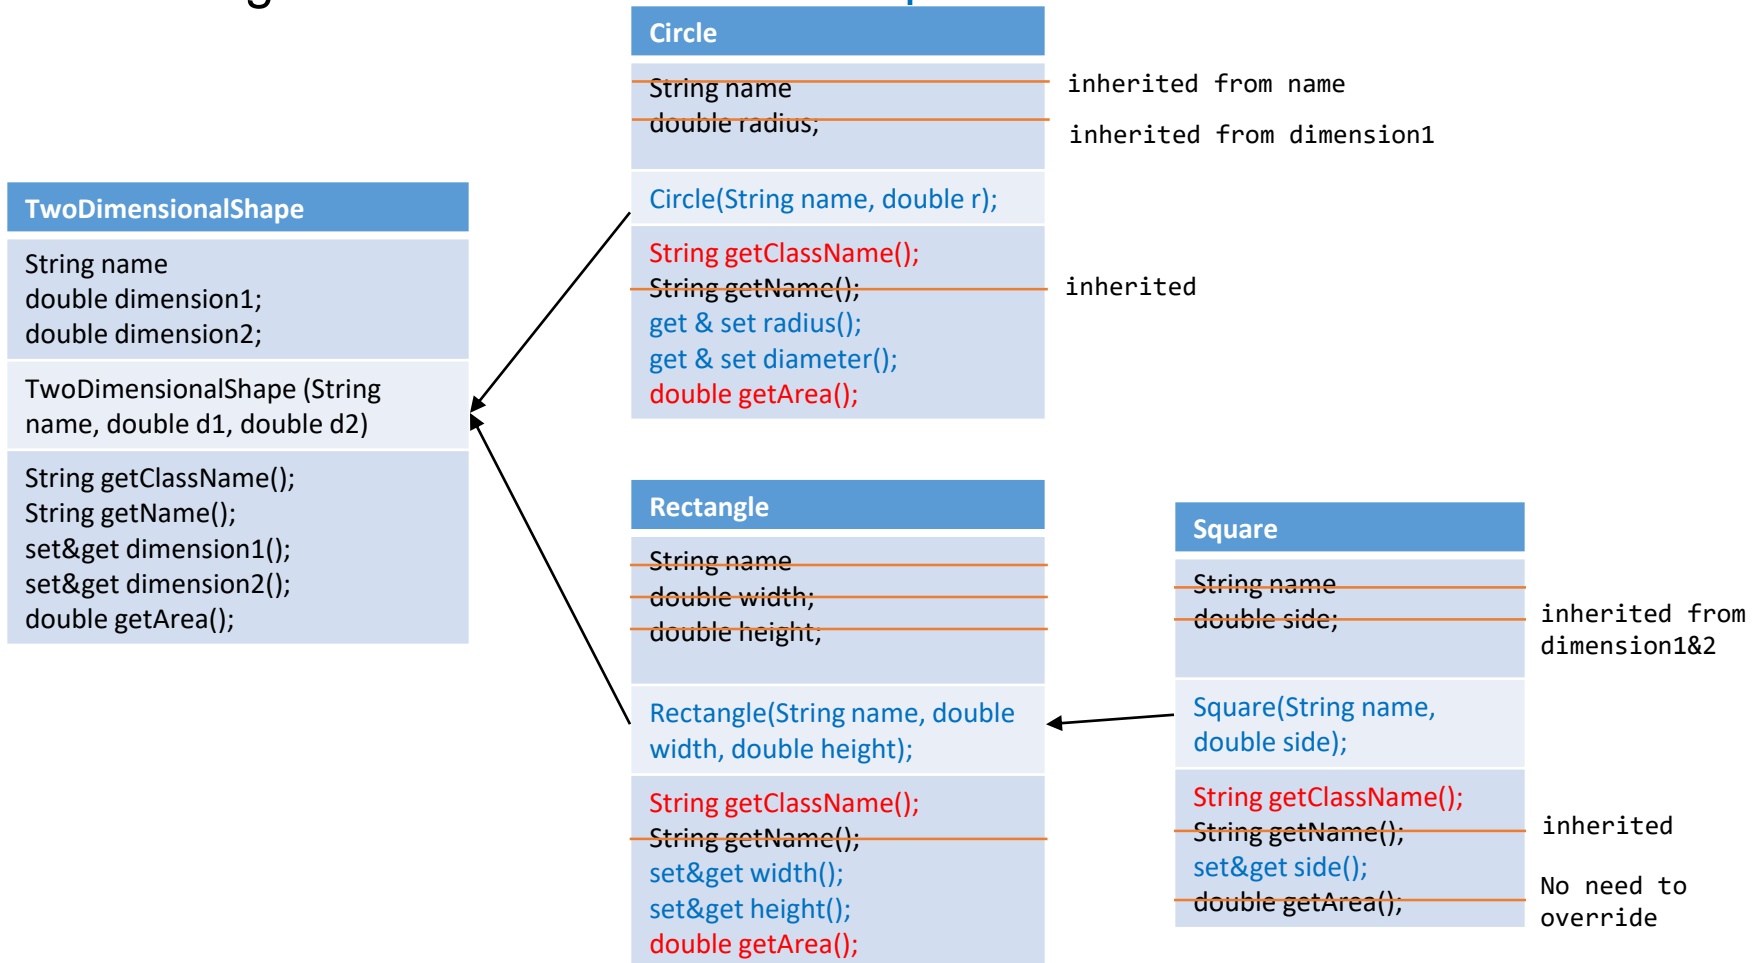 Circle
String name
double radius;
inherited from name
inherited from dimension1
Circle(String name, double r);
String getClassName();
String getName();
get & set radius();
get & set diameter();
double getArea();
inherited
TwoDimensionalShape
String name
double dimension1;
double dimension2;
TwoDimensionalShape (String
name, double d1, double d2)
String getClassName();
String getName();
set&get dimension1();
set&get dimension2();
double getArea();
Rectangle
String name
double width;
double height;
Rectangle(String name, double
width, double height);
String getClassName();
String getName();
set&get width();
set&get height();
double getArea();
Square
String name
double side;
inherited from
dimension1&2
Square(String name,
double side);
String getClassName();
String getName();
set&get side();
double getArea();
inherited
No need to
override